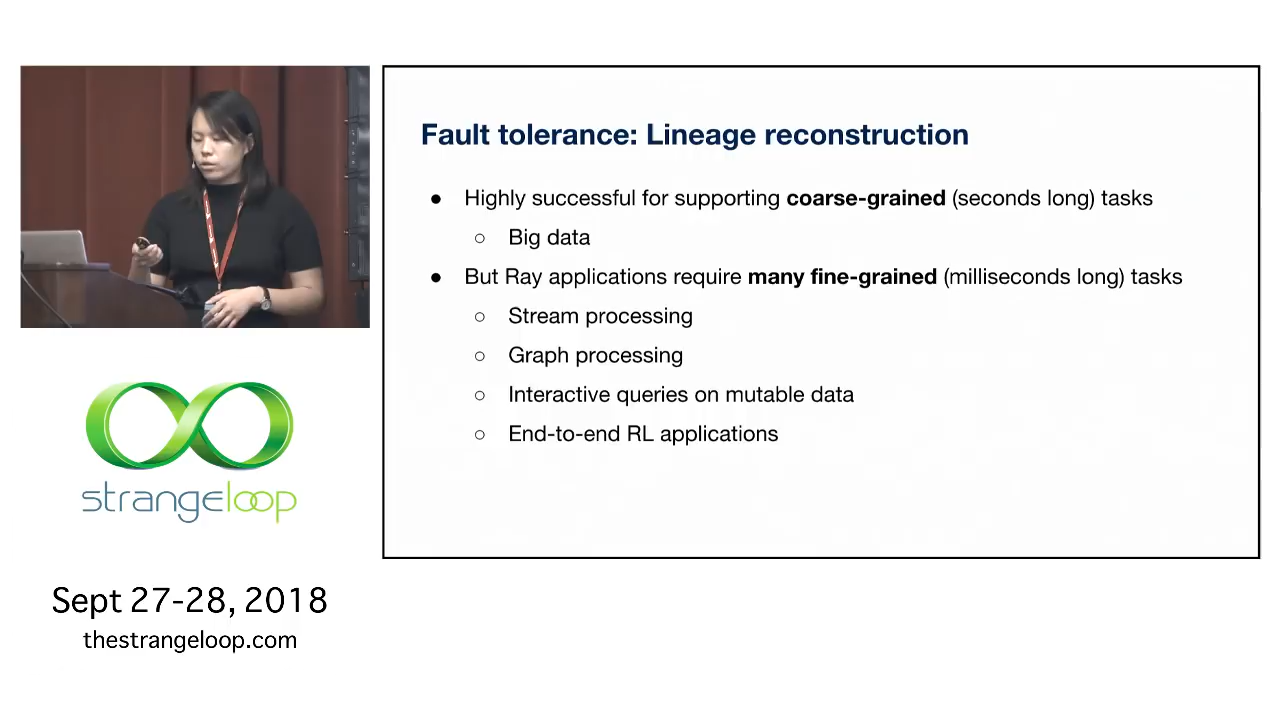 Fault tolerance: Lineage reconstruction
● Highly successful for supporting coarse-grained (seconds long) tasks
○ Big data
● But Ray applications require many fine-grained (milliseconds long) tasks
○ Stream processing
○ Graph processing
○ Interactive queries on mutable data
○ End-to-end RL applications
strangeloop
Sept 27-28, 2018
thestrangeloop.com